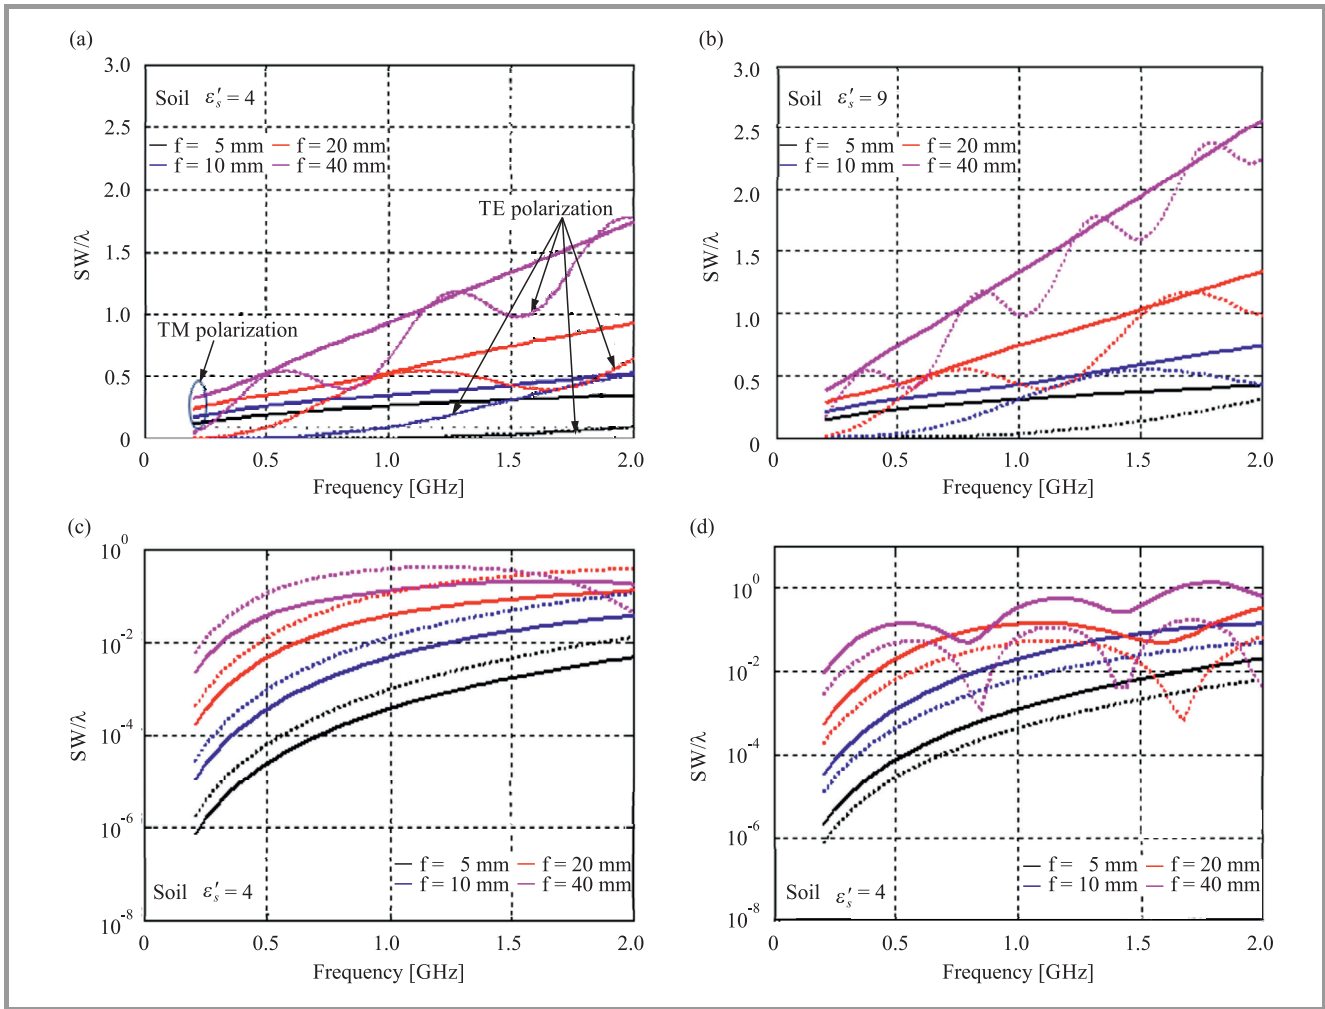 (a)
3.0
2.5
2.0
1.5
1.0
0.5
0
SW/λ
Soil ε′s = 4
f = 5 mm f = 20 mm
f = 10 mm f = 40 mm
TE polarization
TM polarization
0 0.5 1.0 1.5 2.0
Frequency [GHz]
(b)
3.0
2.5
2.0
1.5
1.0
0.5
0
SW/λ
Soil ε′s = 9
f = 5 mm f = 20 mm
f = 10 mm f = 40 mm
0 0.5 1.0 1.5 2.0
Frequency [GHz]
(c)
10^0
10^-2
10^-4
10^-6
10^-8
SW/λ
f = 5 mm f = 20 mm
f = 10 mm f = 40 mm
Soil ε′s = 4
0 0.5 1.0 1.5 2.0
Frequency [GHz]
(d)
10^0
10^-2
10^-4
10^-6
10^-8
SW/λ
f = 5 mm f = 20 mm
f = 10 mm f = 40 mm
Soil ε′s = 4
0 0.5 1.0 1.5 2.0
Frequency [GHz]